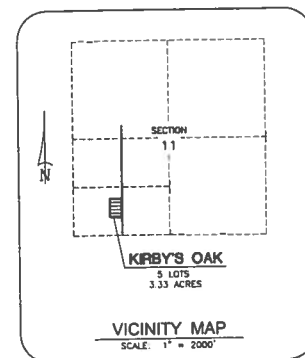 SECTION
11
N
KIRBY'S OAK
5 LOTS
3.33 ACRES
VICINITY MAP
SCALE: 1" = 2000'